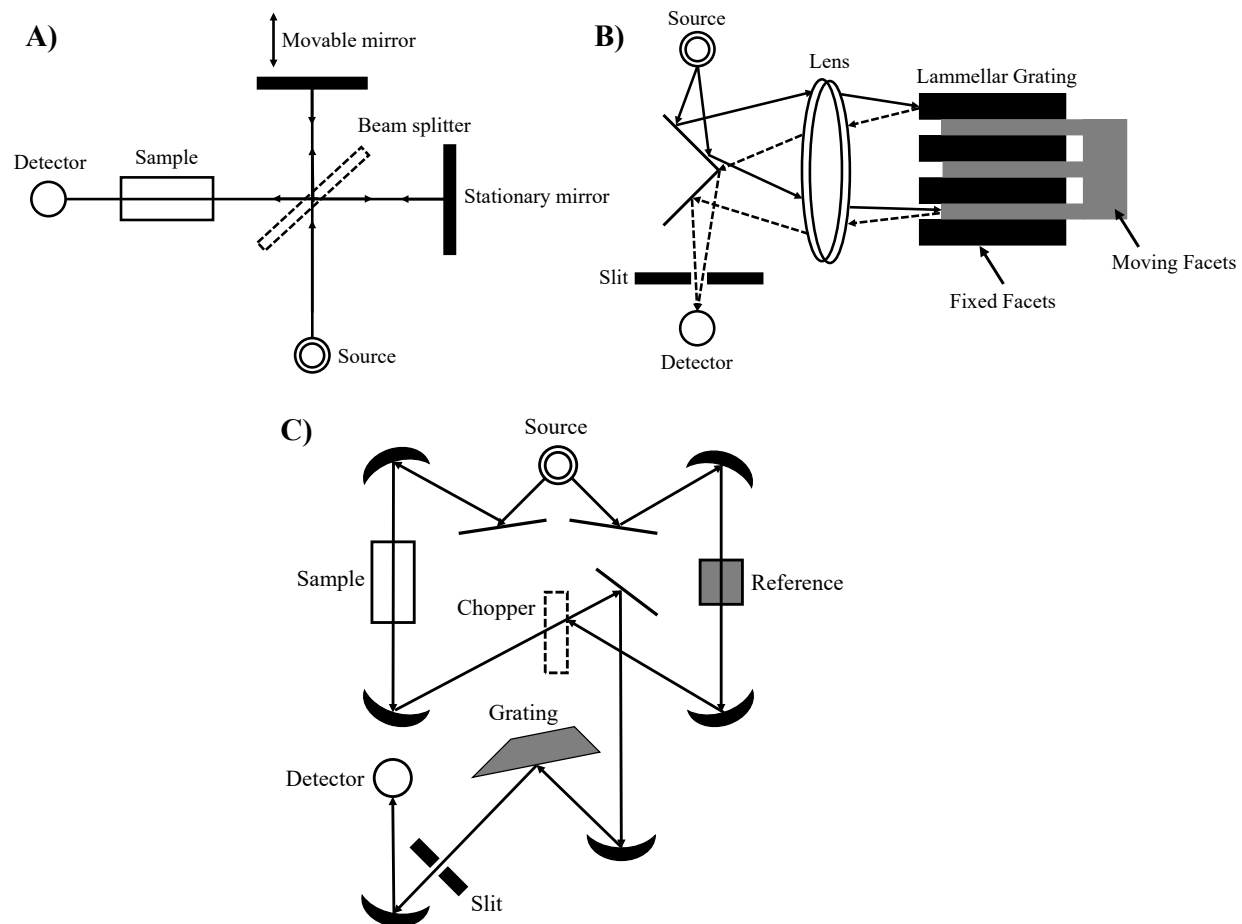 A)
Movable mirror
Beam splitter
Detector
Sample
Stationary mirror
Source
B)
Source
Lens
Lammellar Grating
Moving Facets
Fixed Facets
Slit
Detector
C)
Source
Sample
Reference
Chopper
Grating
Detector
Slit